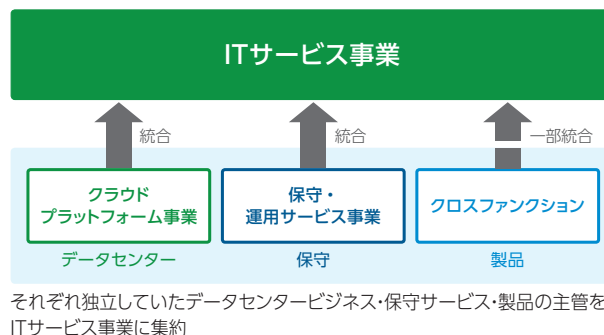 ITサービス事業
統合
統合
一部統合
クラウド
プラットフォーム事業
保守・
運用サービス事業
クロスファンクション
データセンター
保守
製品
それぞれ独立していたデータセンタービジネス・保守サービス・製品の主管を
ITサービス事業に集約